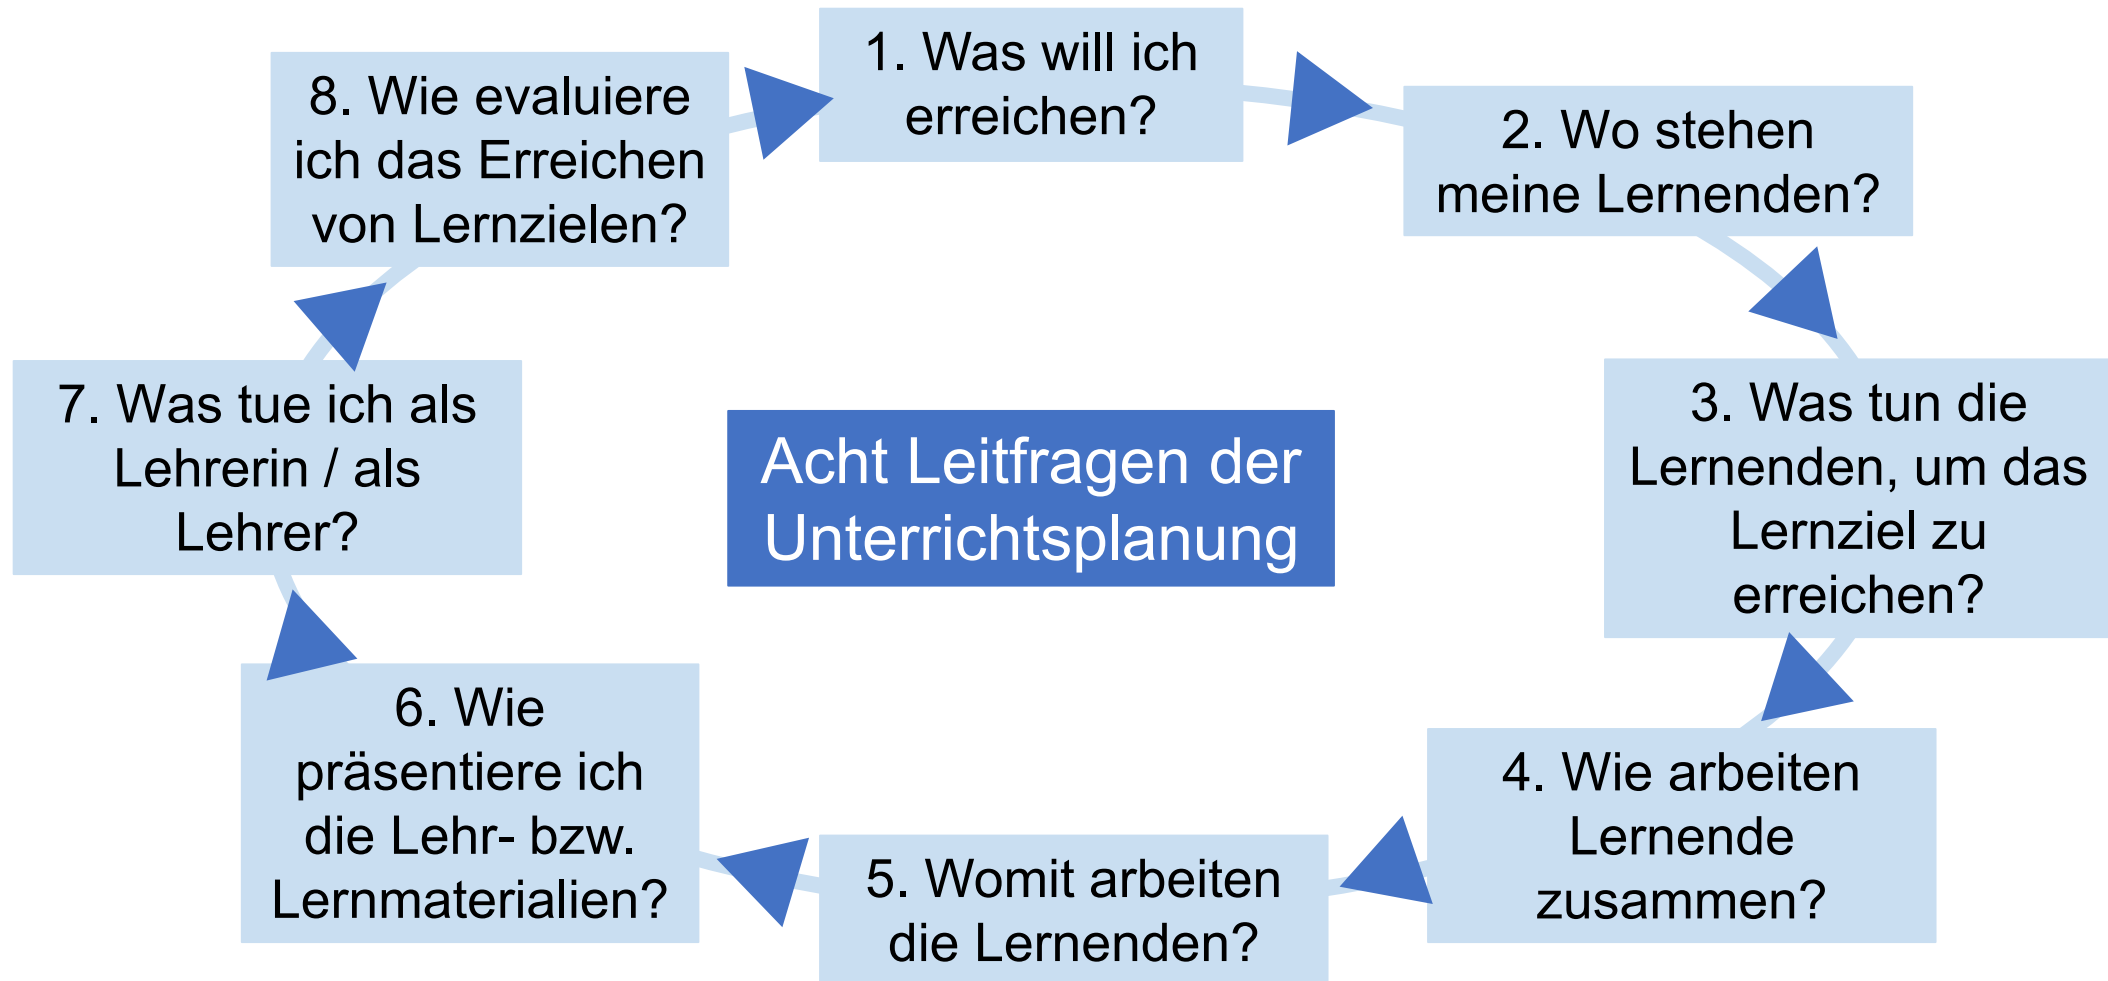 1. Was will ich
erreichen?
2. Wo stehen
meine Lernenden?
3. Was tun die
Lernenden, um das
Lernziel zu
erreichen?
4. Wie arbeiten
Lernende
zusammen?
5. Womit arbeiten
die Lernenden?
6. Wie
präsentiere ich
die Lehr- bzw.
Lernmaterialien?
7. Was tue ich als
Lehrerin / als
Lehrer?
8. Wie evaluiere
ich das Erreichen
von Lernzielen?
Acht Leitfragen der
Unterrichtsplanung